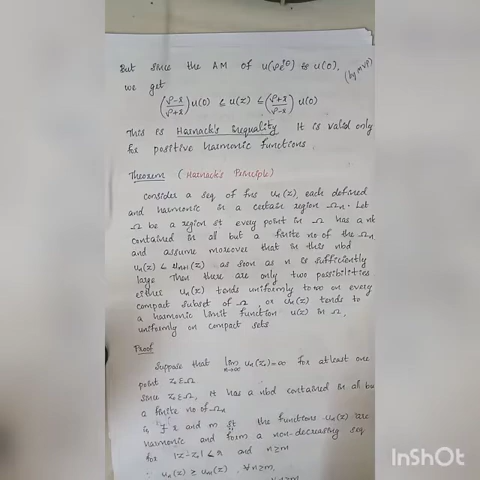 But since the AM of u(ρe^iθ) is u(0), (by MVP)
we get
((ρ-r)/(ρ+r)) u(0) ≤ u(z) ≤ ((ρ+r)/(ρ-r)) u(0)
This is Harnack's Inequality. It is valid only
for positive harmonic functions.
Theorem (Harnack's Principle)
Consider a seq. of fns un(z), each defined
and harmonic in a certain region Ωn. Let
Ω be a region st every point in Ω has a nbd
contained in all but a finite no of the Ωn
and assume moreover that in this nbd
un(z) ≤ un+1(z) as soon as n is sufficiently
large. Then there are only two possibilities
either un(z) tends uniformly to +∞ on every
compact subset of Ω, or un(z) tends to
a harmonic limit function u(z) in Ω,
uniformly on compact sets
Proof
Suppose that lim n→∞ un(z0) = ∞ for atleast one
point z0 ∈ Ω
since z0 ∈ Ω, it has a nbd contained in all but
a finite no of Ωn
∃ r and m st the functions un(z) are
harmonic and form a non-decreasing seq.
for |z-z0| < r and n ≥ m
∴ un(z) ≥ um(z) ∀ n ≥ m,
InShOt